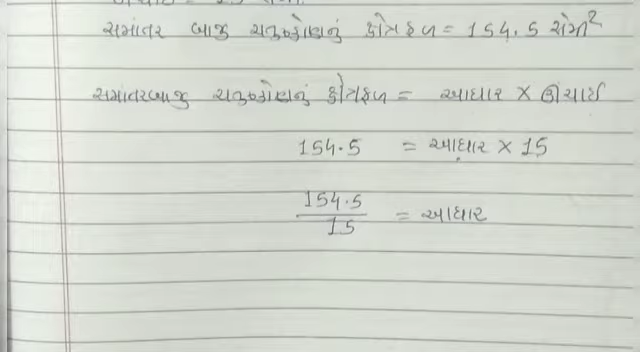 સમાંતર બાજુ ચતુષ્કોણનું ક્ષેત્રફળ = 154.5 સેમી²
સમાંતરબાજુ ચતુષ્કોણનું ક્ષેત્રફળ = આધાર × ઊંચાઈ
154.5 = આધાર × 15
154.5 / 15 = આધાર